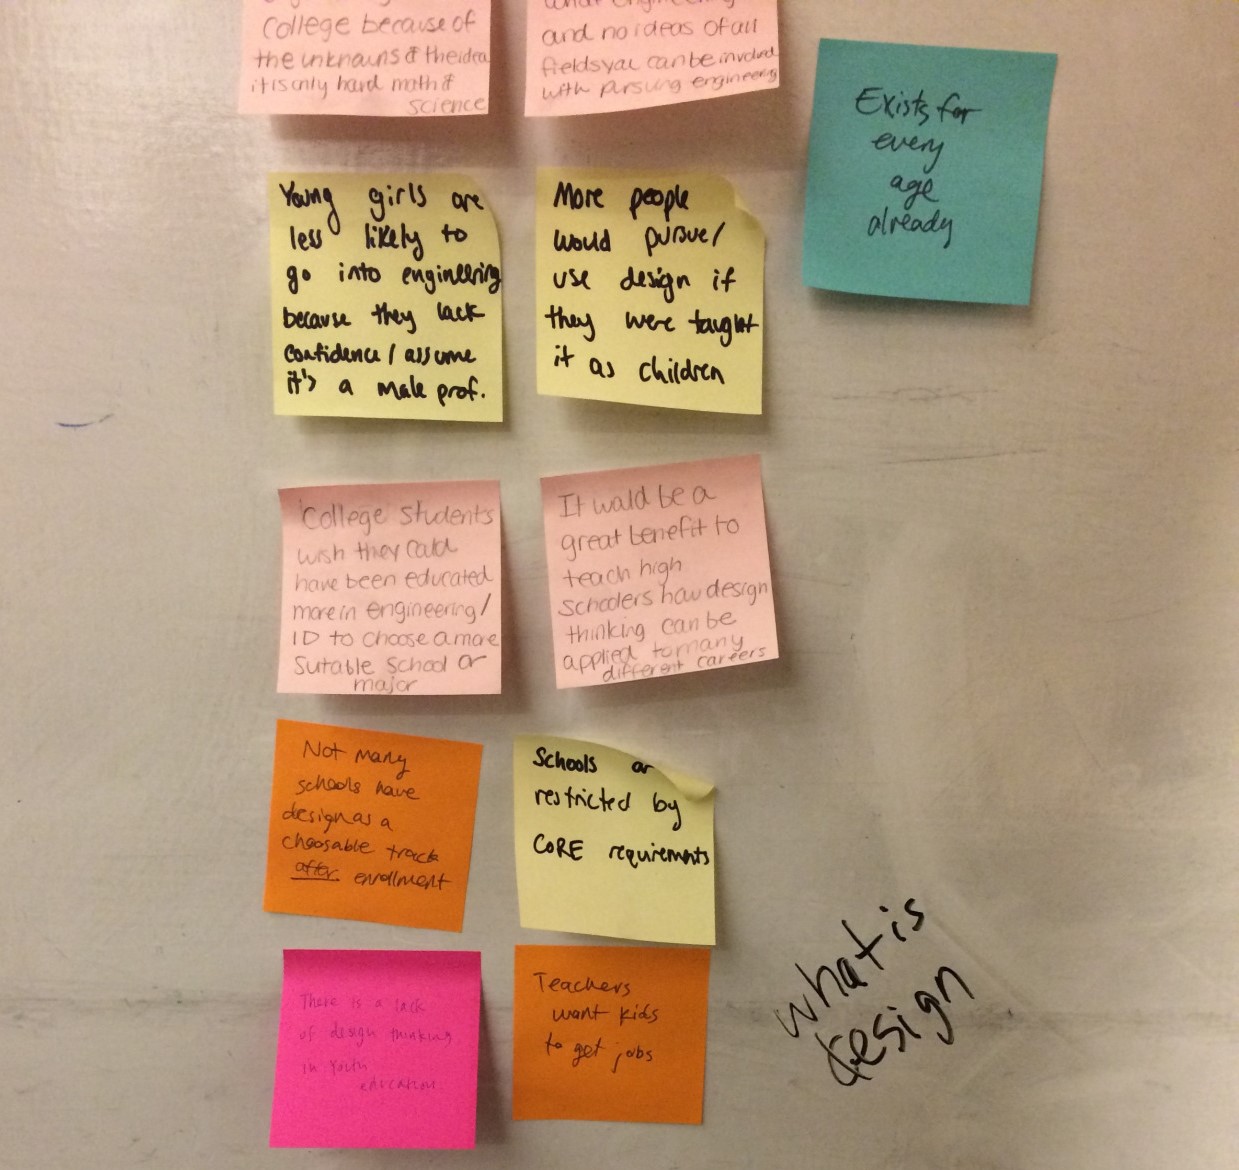 College because of
the unknowns & the idea
it is only hard math &
science
and no ideas of all
fields you can be involved
with pursuing engineering
Exists for
every
age
already
Young girls are
less likely to
go into engineering
because they lack
confidence / assume
it's a male prof.
More people
would pursue/
use design if
they were taught
it as children
College students
wish they could
have been educated
more in engineering/
ID to choose a more
suitable school or
major
It would be a
great benefit to
teach high
schoolers how design
thinking can be
applied to many
different careers
Not many
schools have
design as a
choosable track
after enrollment
Schools
restricted by
CORE requirements
There is a lack
of design thinking
in youth
education
Teachers
want kids
to get jobs
what is
design